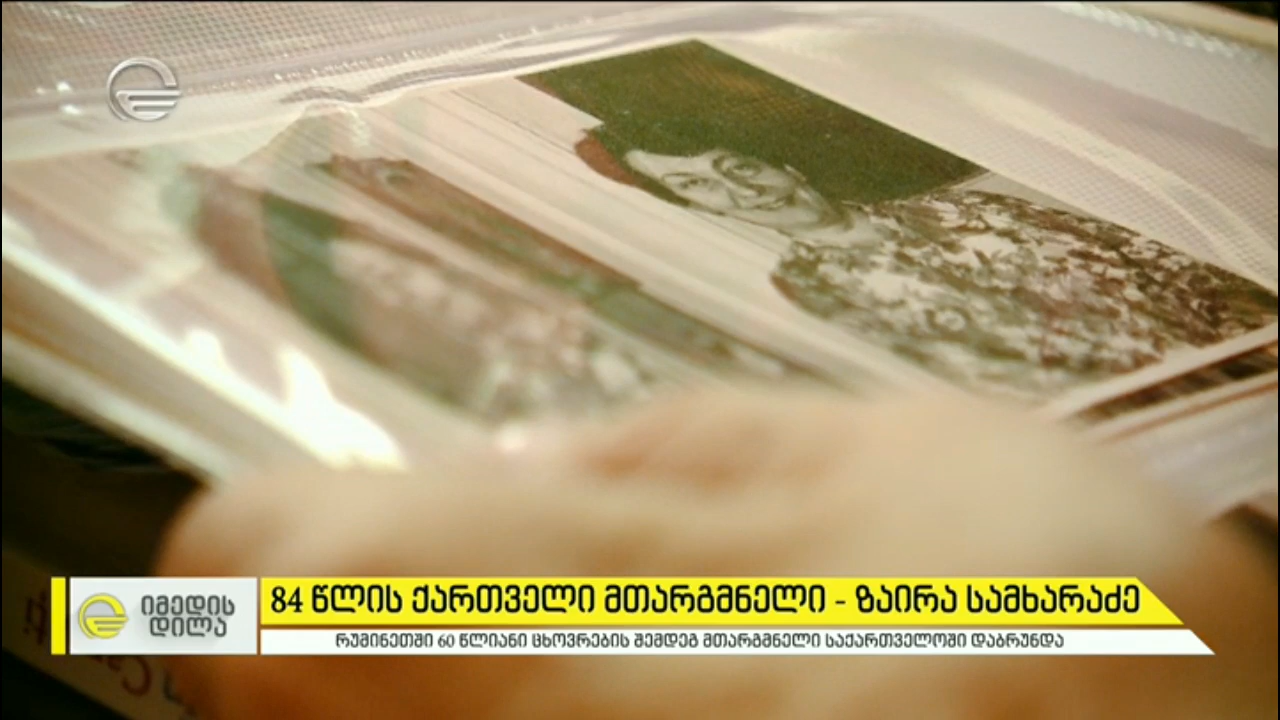 84 წლის ქართველი მთარგმნელი - ზაირა სამხარაძე
იმედის
დილა
რუმინეთში 60 წლიანი ცხოვრების შემდეგ მთარგმნელი საქართველოში დაბრუნდა